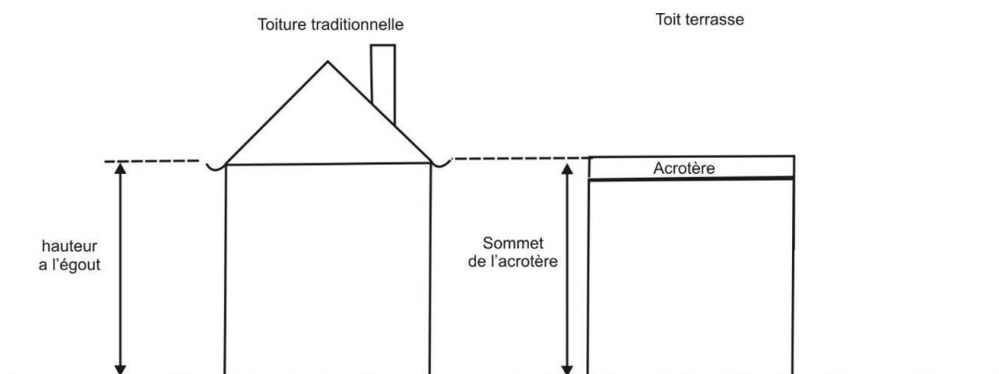 Toiture traditionnelle
Toit terrasse
Acrotère
hauteur
a l'égout
Sommet
de l'acrotère